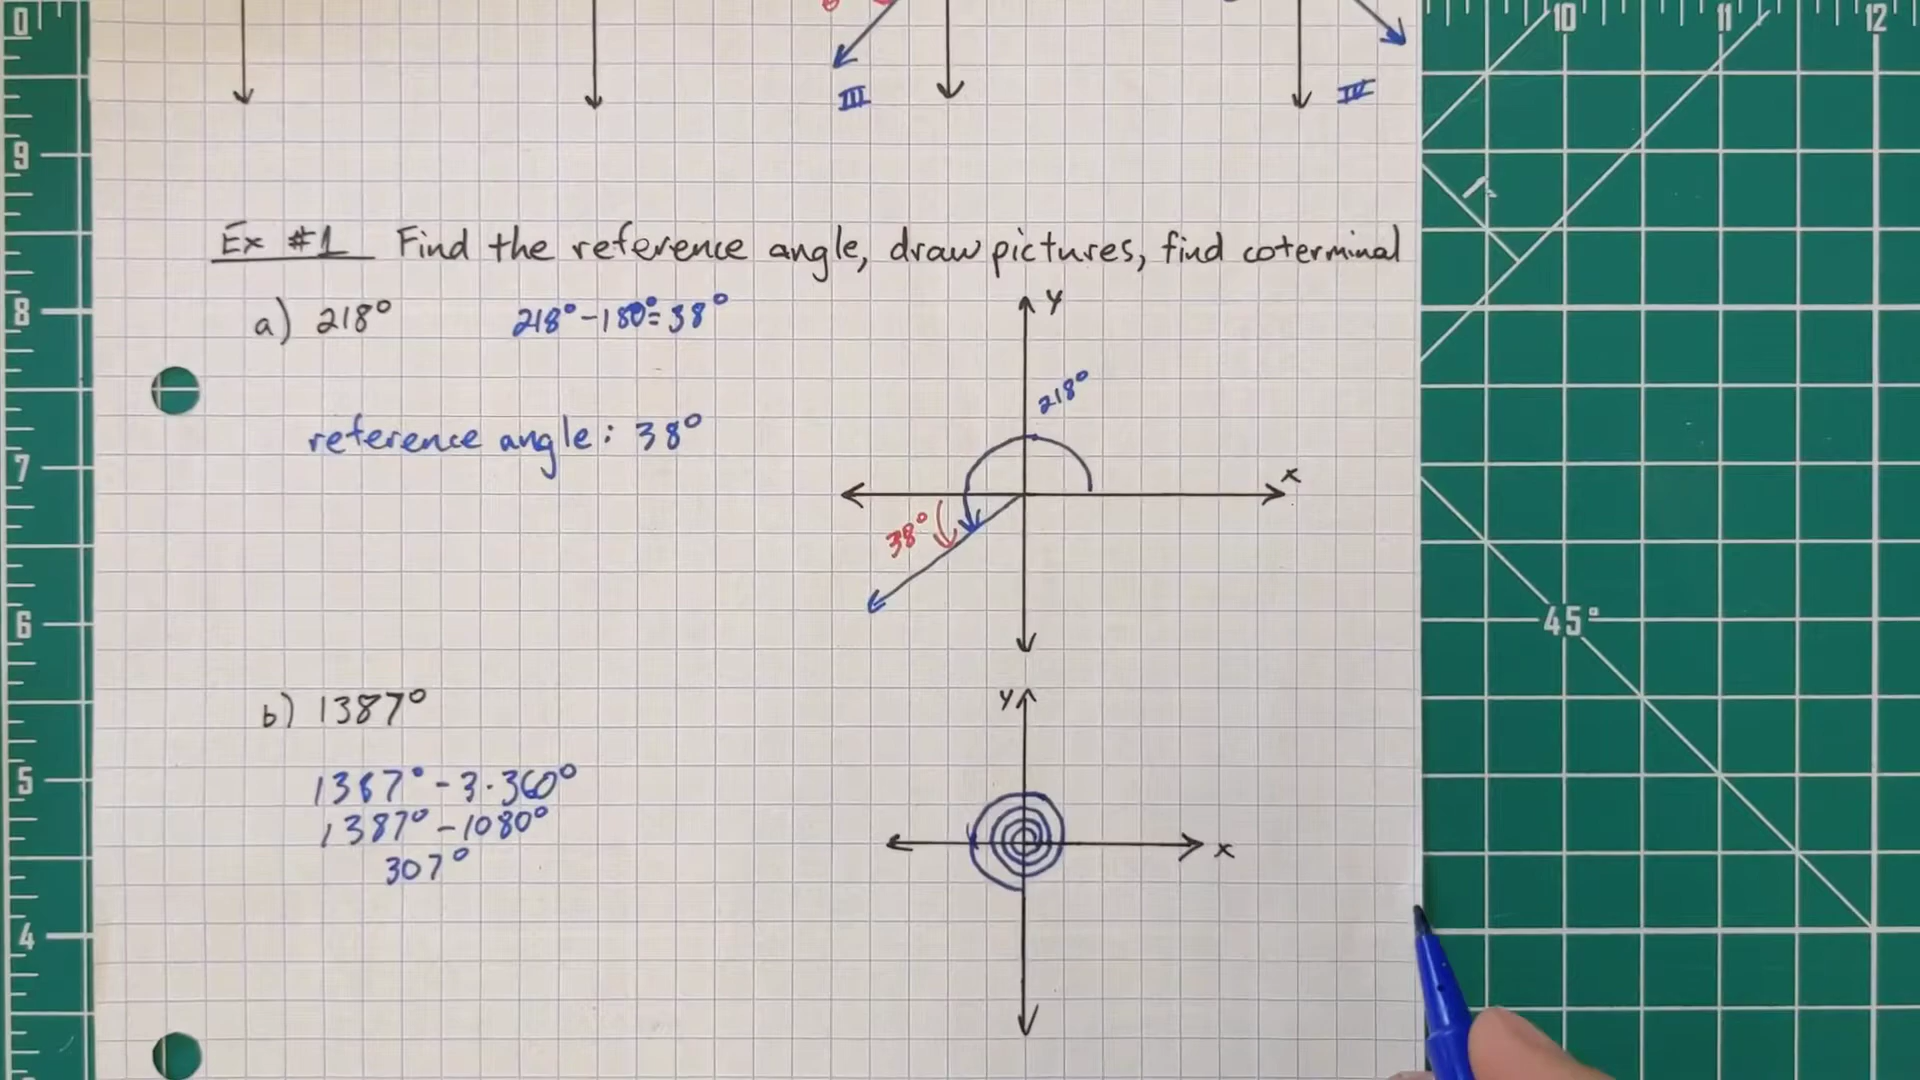 0
10
11
12
III
IV
9
Ex #1 Find the reference angle, draw pictures, find coterminal
8
a) 218° 218° - 180° = 38°
y
218°
reference angle: 38°
7
x
38°
6
45°
b) 1387°
y
5
1387° - 3·360°
1387° - 1080°
307°
x
4